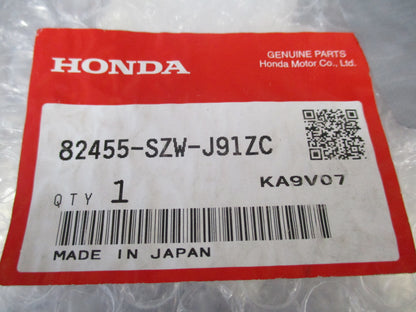 HONDA
GENUINE PARTS
Honda Motor Co., Ltd.
82455-SZW-J91ZC
QTY 1
KA9V07
MADE IN JAPAN